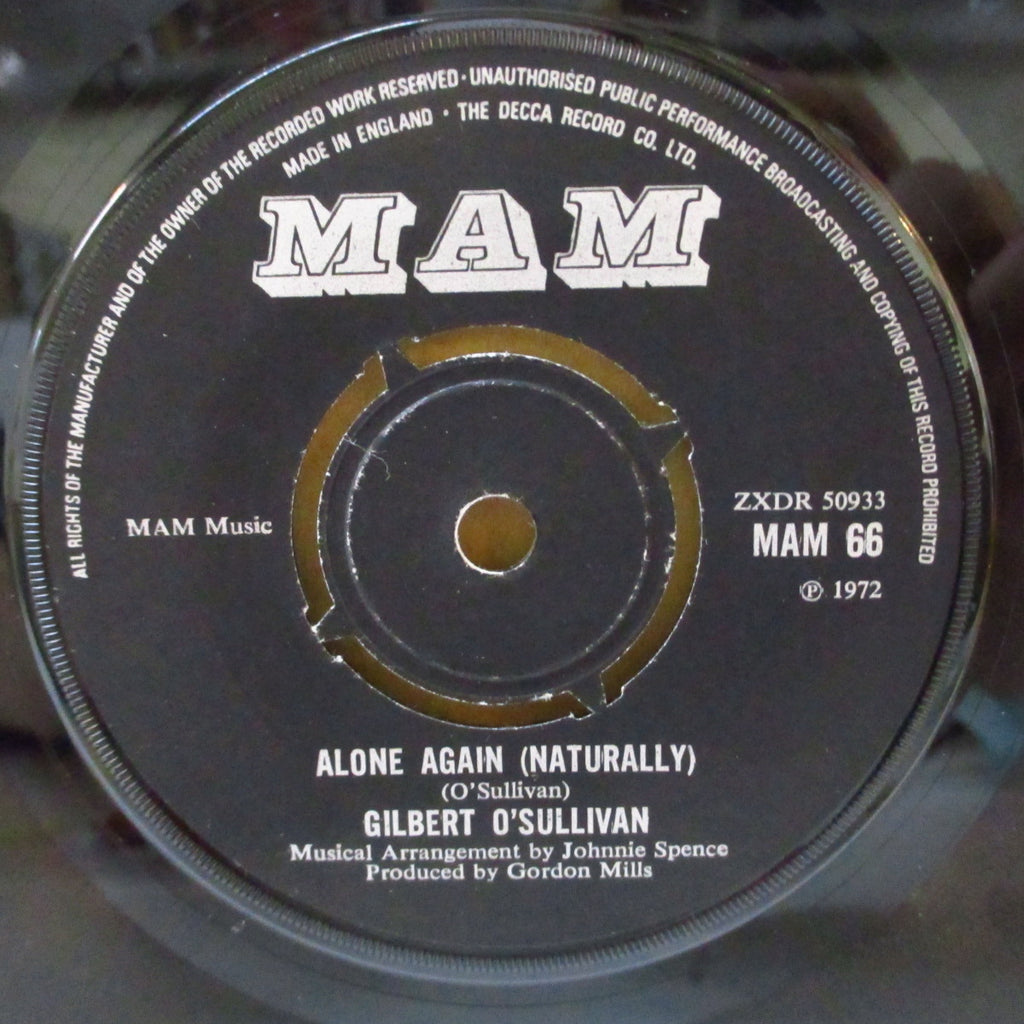 ALL RIGHTS OF THE MANUFACTURER AND OF THE OWNER OF THE RECORDED WORK RESERVED · UNAUTHORISED PUBLIC PERFORMANCE BROADCASTING AND COPYING OF THIS RECORD PROHIBITED
MADE IN ENGLAND · THE DECCA RECORD CO. LTD.
MAM
MAM Music
ZXDR 50933
MAM 66
℗ 1972
ALONE AGAIN (NATURALLY)
(O'Sullivan)
GILBERT O'SULLIVAN
Musical Arrangement by Johnnie Spence
Produced by Gordon Mills